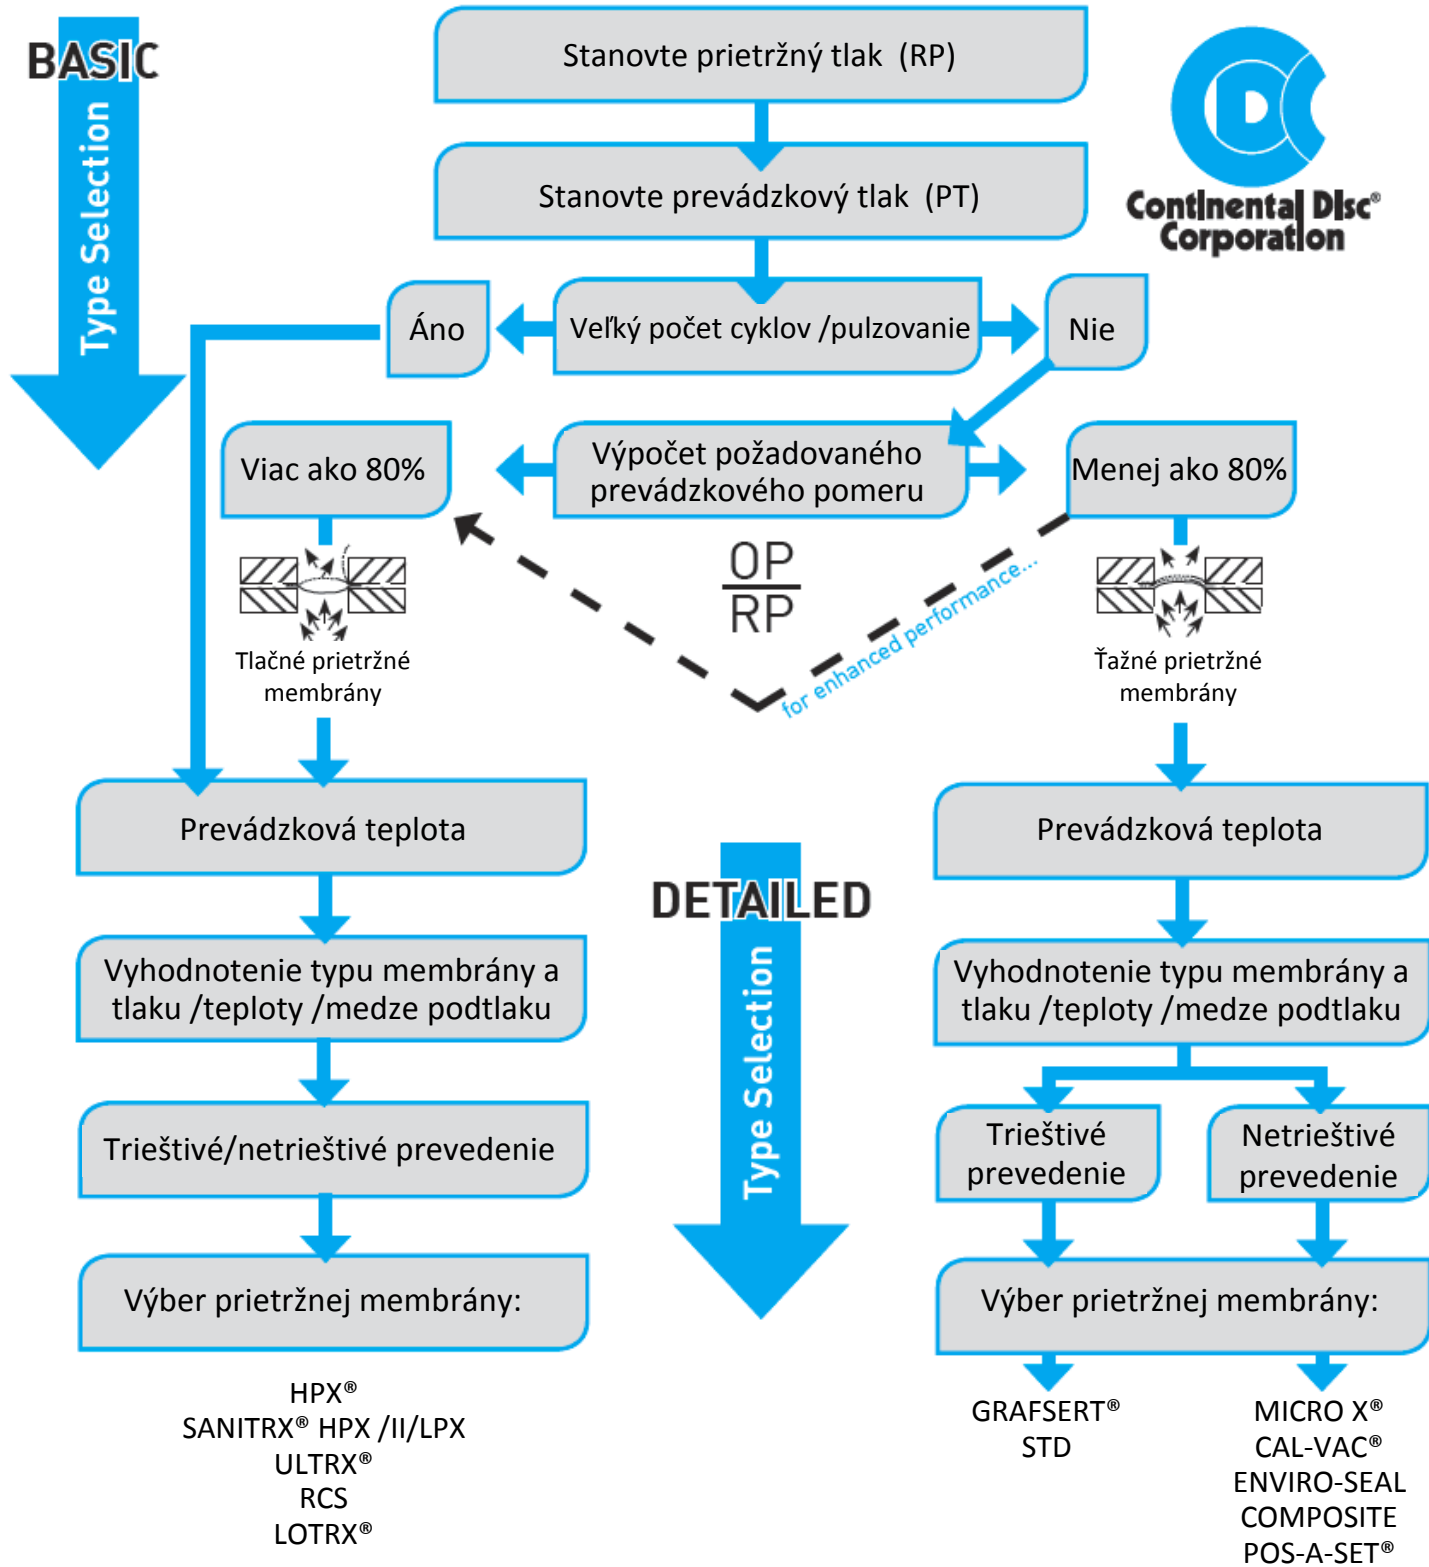 BASIC
Type Selection
Stanovte prietržný tlak (RP)
Continental Disc®
Corporation
Stanovte prevádzkový tlak (PT)
Áno
Veľký počet cyklov /pulzovanie
Nie
Viac ako 80%
Výpočet požadovaného
prevádzkového pomeru
Menej ako 80%
OP
RP
for enhanced performance...
Tlačné prietržné
membrány
Ťažné prietržné
membrány
Prevádzková teplota
Prevádzková teplota
DETAILED
Type Selection
Vyhodnotenie typu membrány a
tlaku /teploty /medze podtlaku
Vyhodnotenie typu membrány a
tlaku /teploty /medze podtlaku
Trieštivé/netrieštivé prevedenie
Trieštivé
prevedenie
Netrieštivé
prevedenie
Výber prietržnej membrány:
Výber prietržnej membrány:
HPX®
SANITRX® HPX /II/LPX
ULTRX®
RCS
LOTRX®
GRAFSERT®
STD
MICRO X®
CAL-VAC®
ENVIRO-SEAL
COMPOSITE
POS-A-SET®